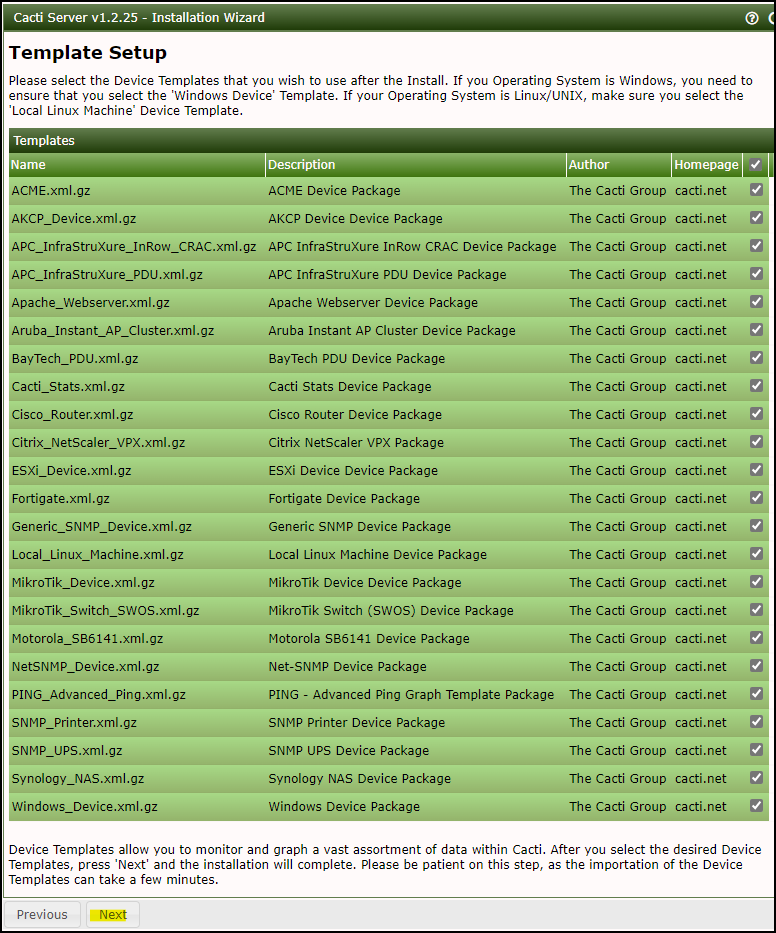 Cacti Server v1.2.25 - Installation Wizard
Template Setup
Please select the Device Templates that you wish to use after the Install. If you Operating System is Windows, you need to
ensure that you select the 'Windows Device' Template. If your Operating System is Linux/UNIX, make sure you select the
'Local Linux Machine' Device Template.
Templates
Name Description Author Homepage
ACME.xml.gz ACME Device Package The Cacti Group cacti.net
AKCP_Device.xml.gz AKCP Device Device Package The Cacti Group cacti.net
APC_InfraStruXure_InRow_CRAC.xml.gz APC InfraStruXure InRow CRAC Device Package The Cacti Group cacti.net
APC_InfraStruXure_PDU.xml.gz APC InfraStruXure PDU Device Package The Cacti Group cacti.net
Apache_Webserver.xml.gz Apache Webserver Device Package The Cacti Group cacti.net
Aruba_Instant_AP_Cluster.xml.gz Aruba Instant AP Cluster Device Package The Cacti Group cacti.net
BayTech_PDU.xml.gz BayTech PDU Device Package The Cacti Group cacti.net
Cacti_Stats.xml.gz Cacti Stats Device Package The Cacti Group cacti.net
Cisco_Router.xml.gz Cisco Router Device Package The Cacti Group cacti.net
Citrix_NetScaler_VPX.xml.gz Citrix NetScaler VPX Package The Cacti Group cacti.net
ESXi_Device.xml.gz ESXi Device Device Package The Cacti Group cacti.net
Fortigate.xml.gz Fortigate Device Package The Cacti Group cacti.net
Generic_SNMP_Device.xml.gz Generic SNMP Device Package The Cacti Group cacti.net
Local_Linux_Machine.xml.gz Local Linux Machine Device Package The Cacti Group cacti.net
MikroTik_Device.xml.gz MikroTik Device Device Package The Cacti Group cacti.net
MikroTik_Switch_SWOS.xml.gz MikroTik Switch (SWOS) Device Package The Cacti Group cacti.net
Motorola_SB6141.xml.gz Motorola SB6141 Device Package The Cacti Group cacti.net
NetSNMP_Device.xml.gz Net-SNMP Device Package The Cacti Group cacti.net
PING_Advanced_Ping.xml.gz PING - Advanced Ping Graph Template Package The Cacti Group cacti.net
SNMP_Printer.xml.gz SNMP Printer Device Package The Cacti Group cacti.net
SNMP_UPS.xml.gz SNMP UPS Device Package The Cacti Group cacti.net
Synology_NAS.xml.gz Synology NAS Device Package The Cacti Group cacti.net
Windows_Device.xml.gz Windows Device Package The Cacti Group cacti.net
Device Templates allow you to monitor and graph a vast assortment of data within Cacti. After you select the desired Device
Templates, press 'Next' and the installation will complete. Please be patient on this step, as the importation of the Device
Templates can take a few minutes.
Previous Next